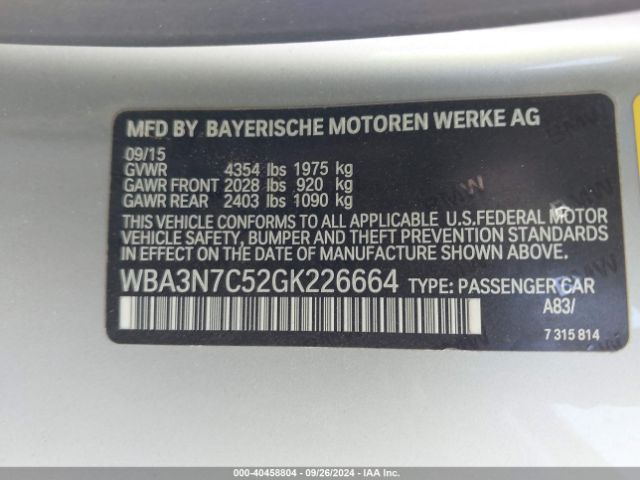 MFD BY BAYERISCHE MOTOREN WERKE AG
09/15
GVWR 4354 lbs 1975 kg
GAWR FRONT 2028 lbs 920 kg
GAWR REAR 2403 lbs 1090 kg
THIS VEHICLE CONFORMS TO ALL APPLICABLE U.S.FEDERAL MOTOR
VEHICLE SAFETY, BUMPER, AND THEFT PREVENTION STANDARDS
IN EFFECT ON THE DATE OF MANUFACTURE SHOWN ABOVE.
WBA3N7C52GK226664 TYPE: PASSENGER CAR
A83/
7 315 814
000-40458804 | 09/26/2024 | IAA Inc.